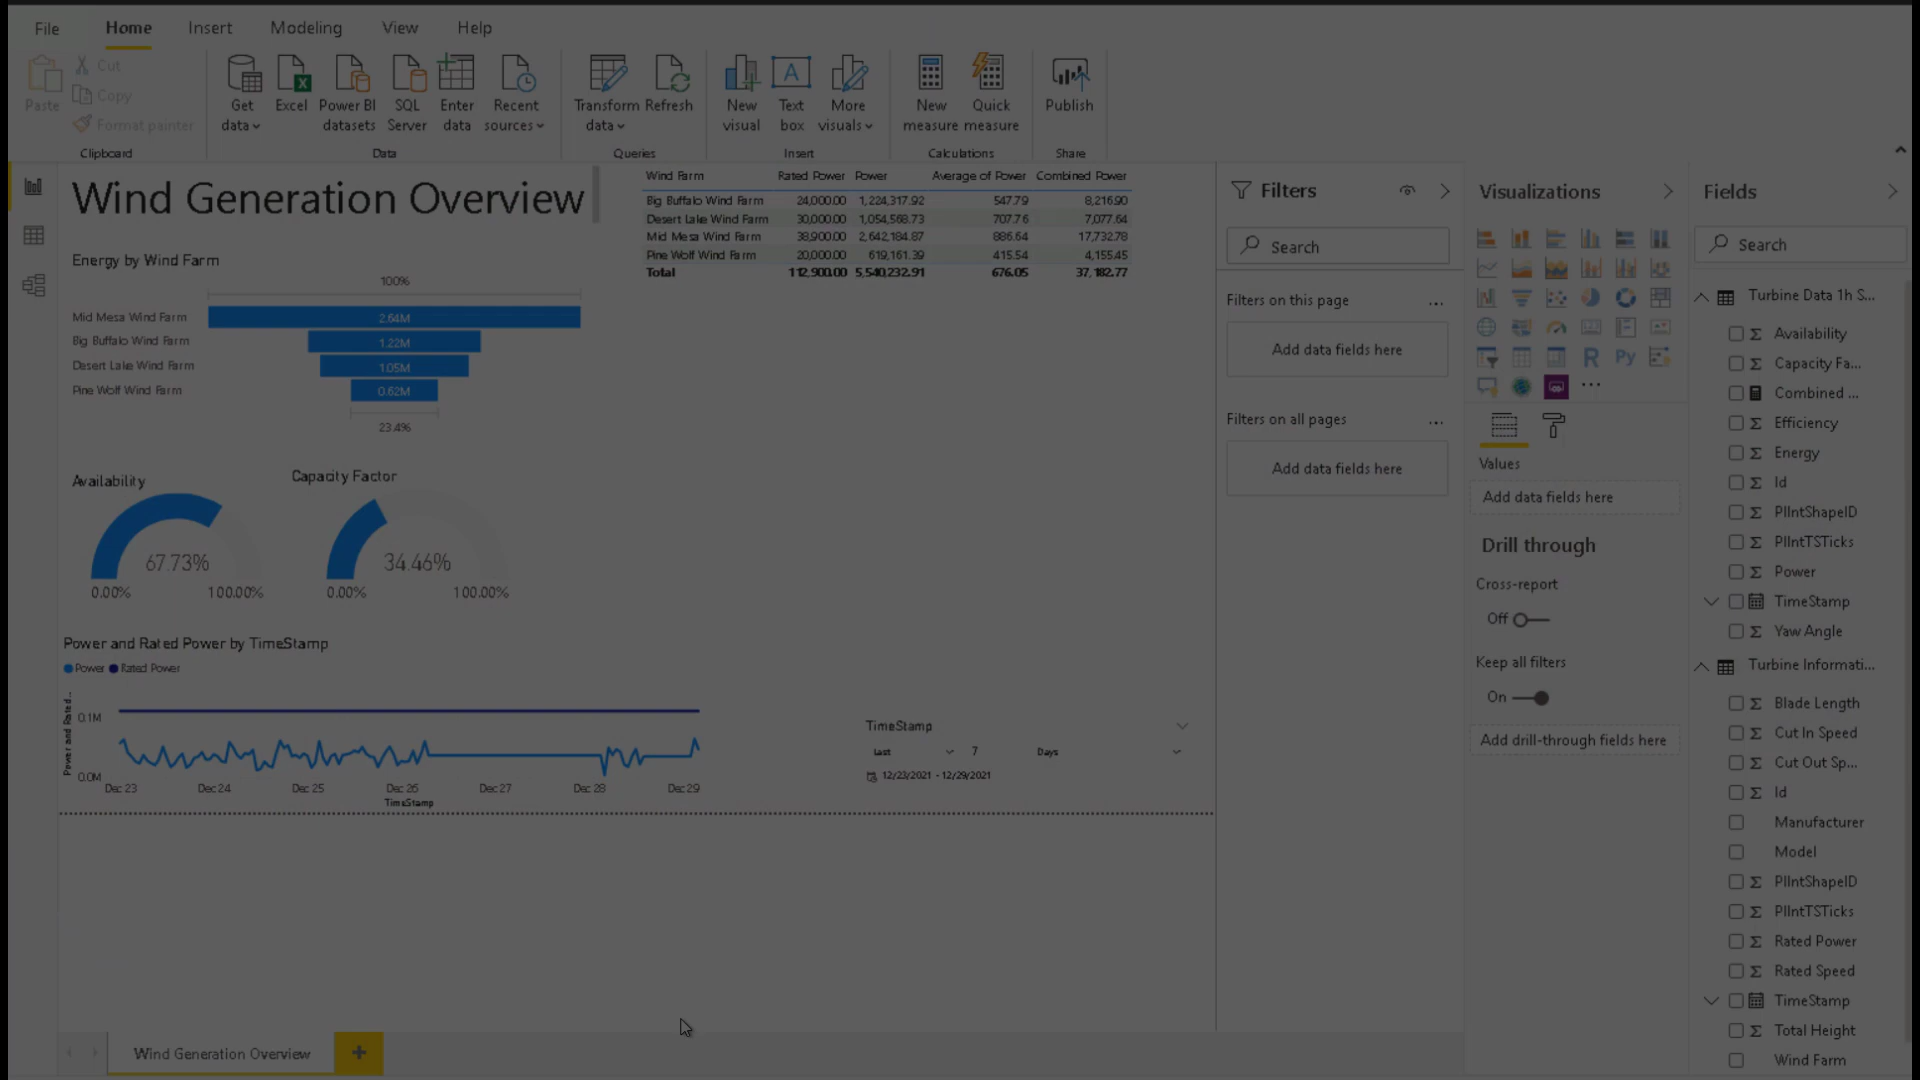 File Home Insert Modeling View Help
Paste Cut
Copy
Format painter
Clipboard
Get data Excel Power BI datasets SQL Server Enter data Recent sources
Data
Transform data Refresh
Queries
New visual Text box More visuals
Insert
New measure Quick measure
Calculations
Publish
Share
Wind Generation Overview
Wind Farm Rated Power Power Average of Power Combined Power
Big Buffalo Wind Farm 24,000.00 1,224,317.92 547.79 8,216.90
Desert Lake Wind Farm 30,000.00 1,054,568.73 707.76 7,077.64
Mid Mesa Wind Farm 38,900.00 2,642,184.87 886.64 17,732.78
Pine Wolf Wind Farm 20,000.00 619,161.39 415.54 4,155.45
Total 112,900.00 5,540,232.91 676.05 37,182.77
Energy by Wind Farm
100%
Mid Mesa Wind Farm 2.64M
Big Buffalo Wind Farm 1.22M
Desert Lake Wind Farm 1.05M
Pine Wolf Wind Farm 0.62M
23.4%
Availability
67.73%
0.00% 100.00%
Capacity Factor
34.46%
0.00% 100.00%
Power and Rated Power by TimeStamp
Power Rated Power
Power and Rated...
0.1M
0.0M
Dec 23 Dec 24 Dec 25 Dec 26 Dec 27 Dec 28 Dec 29
TimeStamp
TimeStamp
Last 7 Days
12/23/2021 - 12/29/2021
Filters
Search
Filters on this page ...
Add data fields here
Filters on all pages ...
Add data fields here
Visualizations
R Py
...
Values
Add data fields here
Drill through
Cross-report
Off
Keep all filters
On
Add drill-through fields here
Fields
Search
Turbine Data 1h S...
Availability
Capacity Fa...
Combined ...
Efficiency
Energy
Id
PIIntShapeID
PIIntTSTicks
Power
TimeStamp
Yaw Angle
Turbine Informati...
Blade Length
Cut In Speed
Cut Out Sp...
Id
Manufacturer
Model
PIIntShapeID
PIIntTSTicks
Rated Power
Rated Speed
TimeStamp
Total Height
Wind Farm
Wind Generation Overview +